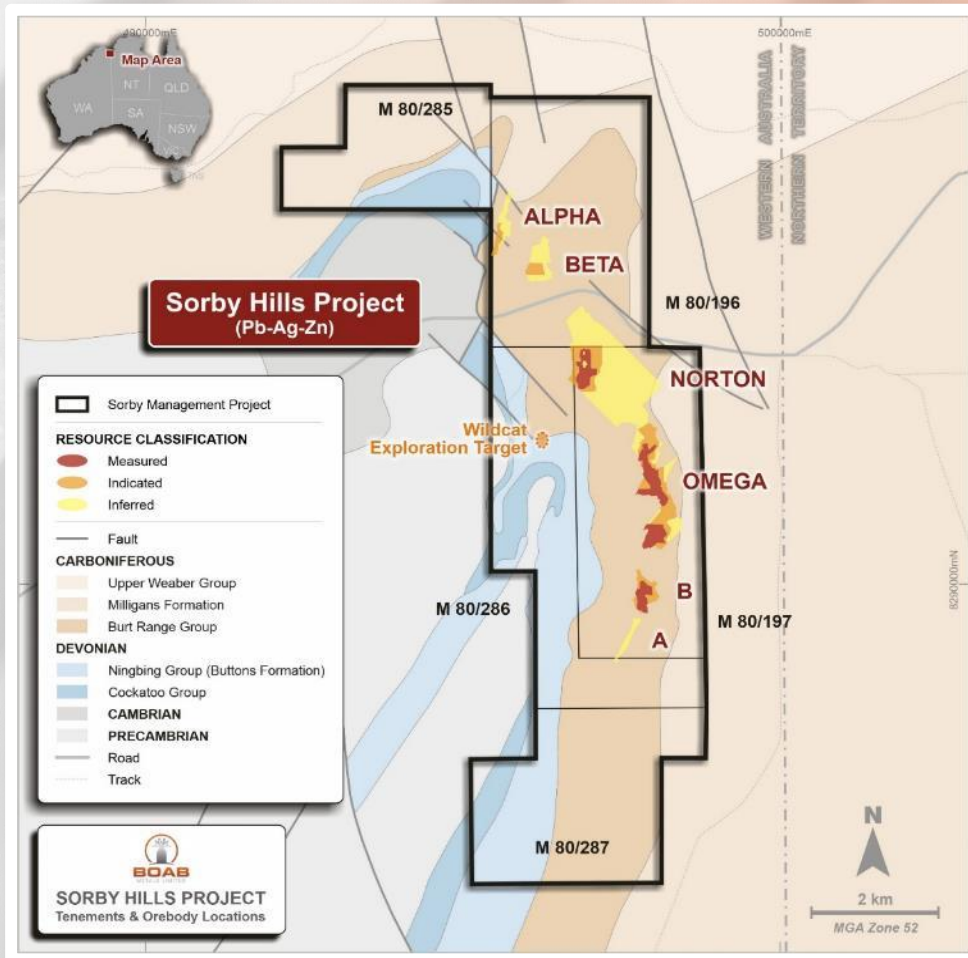 490000mE
500000mE
Map Area
NT
QLD
WA
SA
NSW
WESTERN AUSTRALIA
NORTHERN TERRITORY
M 80/285
ALPHA
BETA
M 80/196
Sorby Hills Project
(Pb-Ag-Zn)
NORTON
Wildcat
Exploration Target
OMEGA
8290000mN
B
M 80/286
M 80/197
A
M 80/287
Sorby Management Project
RESOURCE CLASSIFICATION
Measured
Indicated
Inferred
Fault
CARBONIFEROUS
Upper Weaber Group
Milligans Formation
Burt Range Group
DEVONIAN
Ningbing Group (Buttons Formation)
Cockatoo Group
CAMBRIAN
PRECAMBRIAN
Road
Track
BOAB
METALS LIMITED
SORBY HILLS PROJECT
Tenements & Orebody Locations
N
2 km
MGA Zone 52